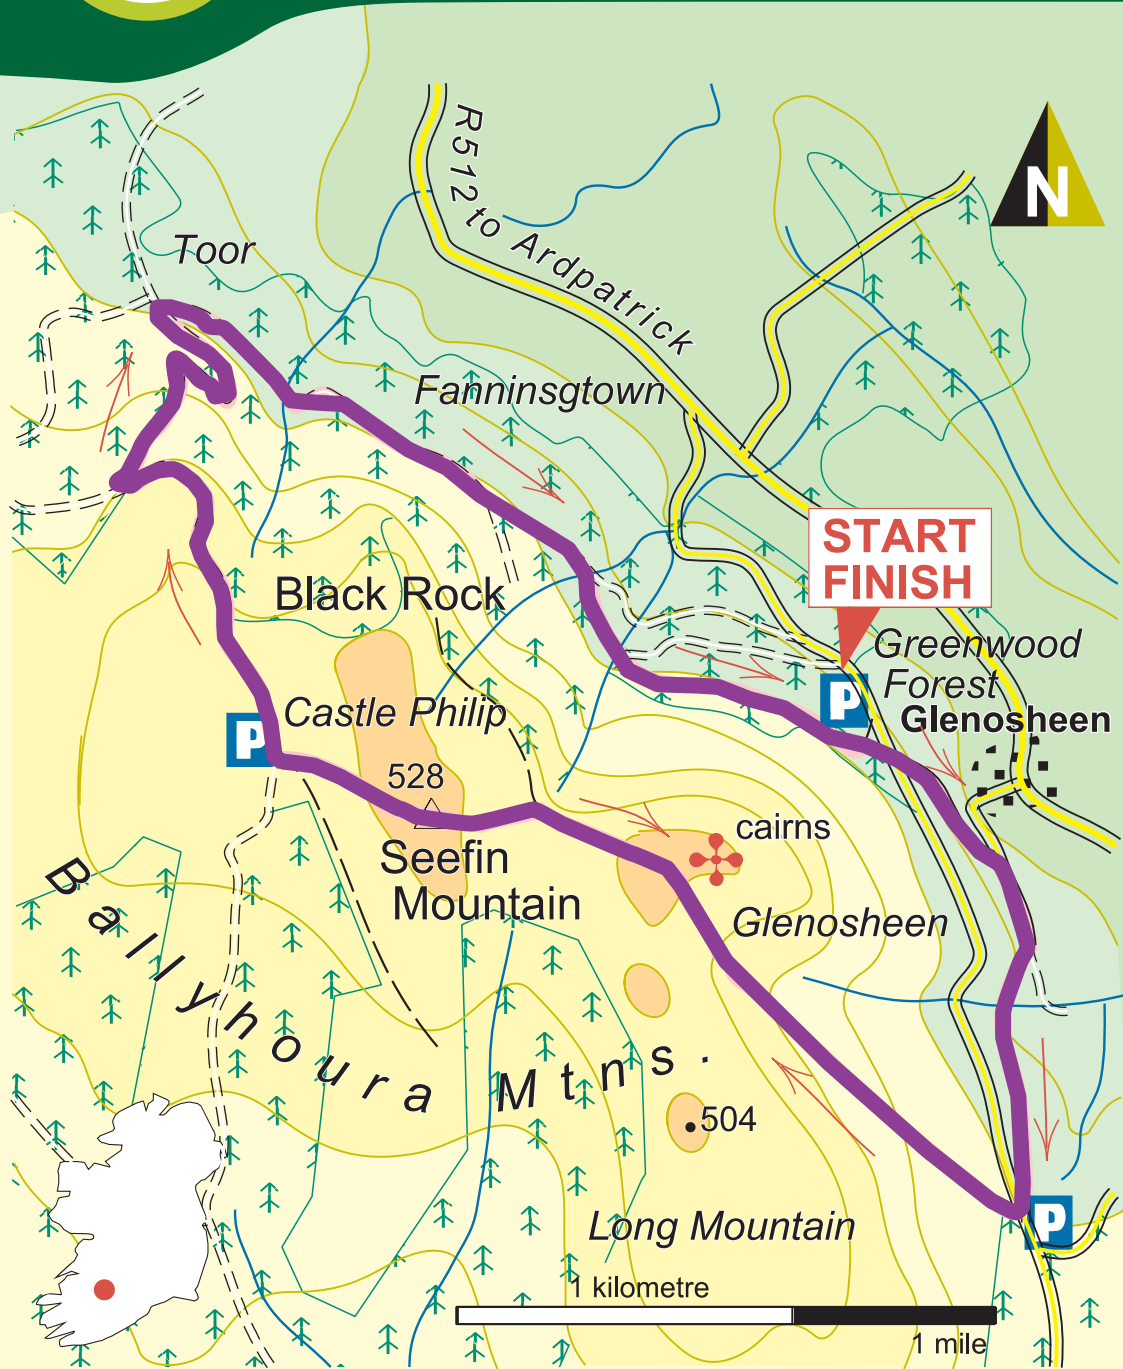 N
R512 to Ardpatrick
Toor
Fanninsgtown
START
FINISH
Black Rock
Greenwood
Forest
P
Glenosheen
Castle Philip
P
528
cairns
Seefin
Mountain
Glenosheen
Ballyhoura Mtns.
504
Long Mountain
P
1 kilometre
1 mile